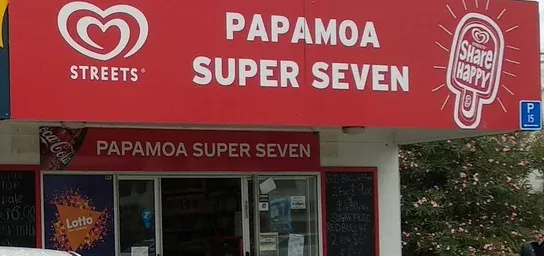 PAPAMOA
SUPER SEVEN
STREETS
Share
HAPPY
P
15
Coca-Cola
PAPAMOA SUPER SEVEN
Lotto